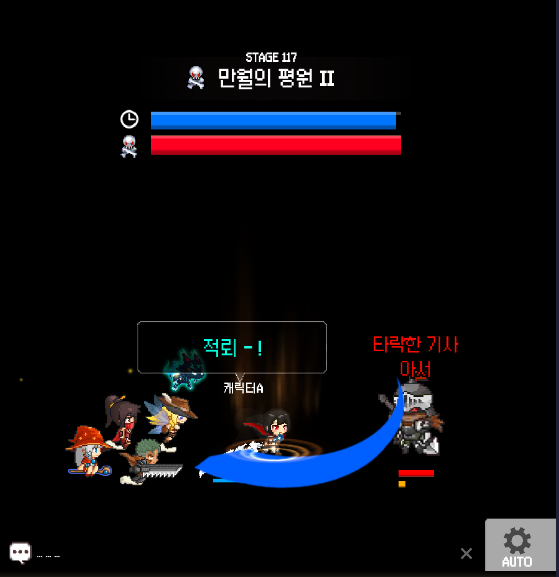 STAGE 117
만월의 평원 II
적뢰 - !
캐릭터A
타락한 기사
아서
... ... ...
AUTO